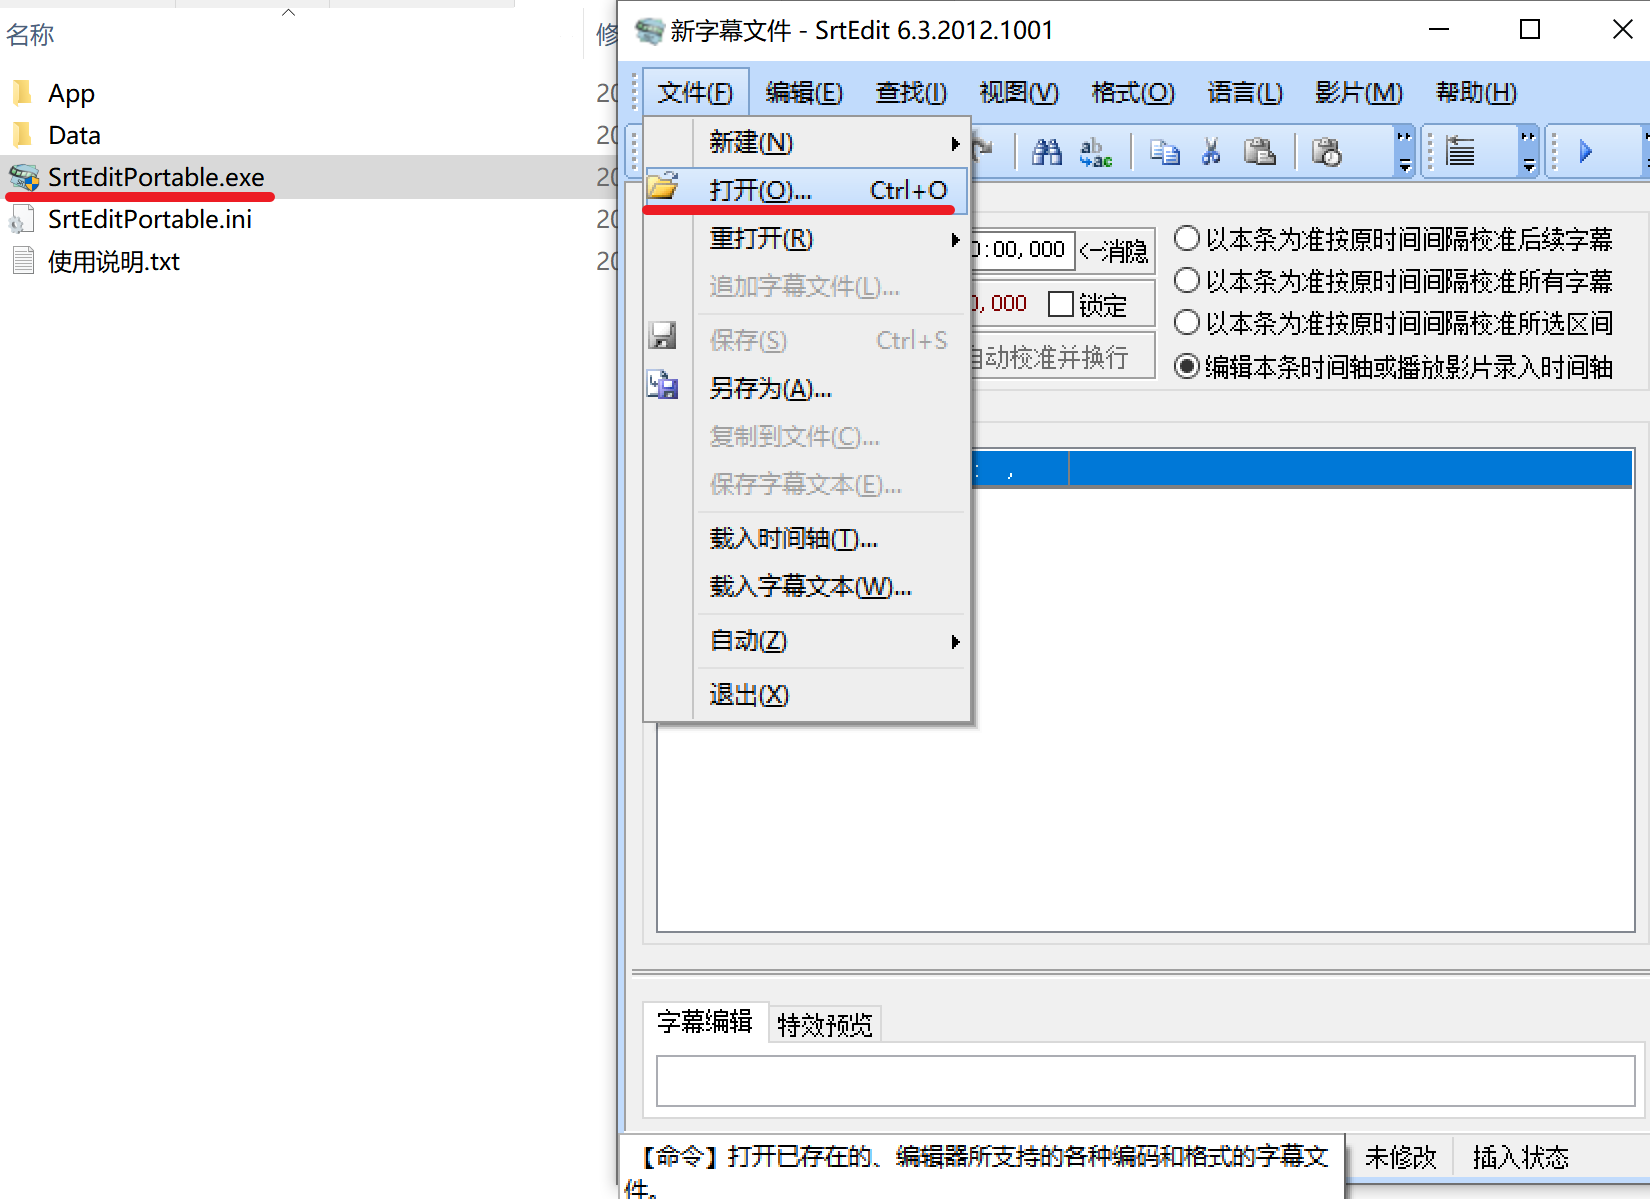 名称
修
App
20
Data
20
SrtEditPortable.exe
20
SrtEditPortable.ini
20
使用说明.txt
20
新字幕文件 - SrtEdit 6.3.2012.1001
文件(F) 编辑(E) 查找(I) 视图(V) 格式(O) 语言(L) 影片(M) 帮助(H)
新建(N)
打开(O)... Ctrl+O
重打开(R)
追加字幕文件(L)...
保存(S) Ctrl+S
另存为(A)...
复制到文件(C)...
保存字幕文本(E)...
载入时间轴(T)...
载入字幕文本(W)...
自动(Z)
退出(X)
ab
ac
0:00,000 <-消隐
0,000 锁定
自动校准并换行
以本条为准按原时间间隔校准后续字幕
以本条为准按原时间间隔校准所有字幕
以本条为准按原时间间隔校准所选区间
编辑本条时间轴或播放影片录入时间轴
: ,
字幕编辑 特效预览
【命令】打开已存在的、编辑器所支持的各种编码和格式的字幕文
件。
未修改 插入状态